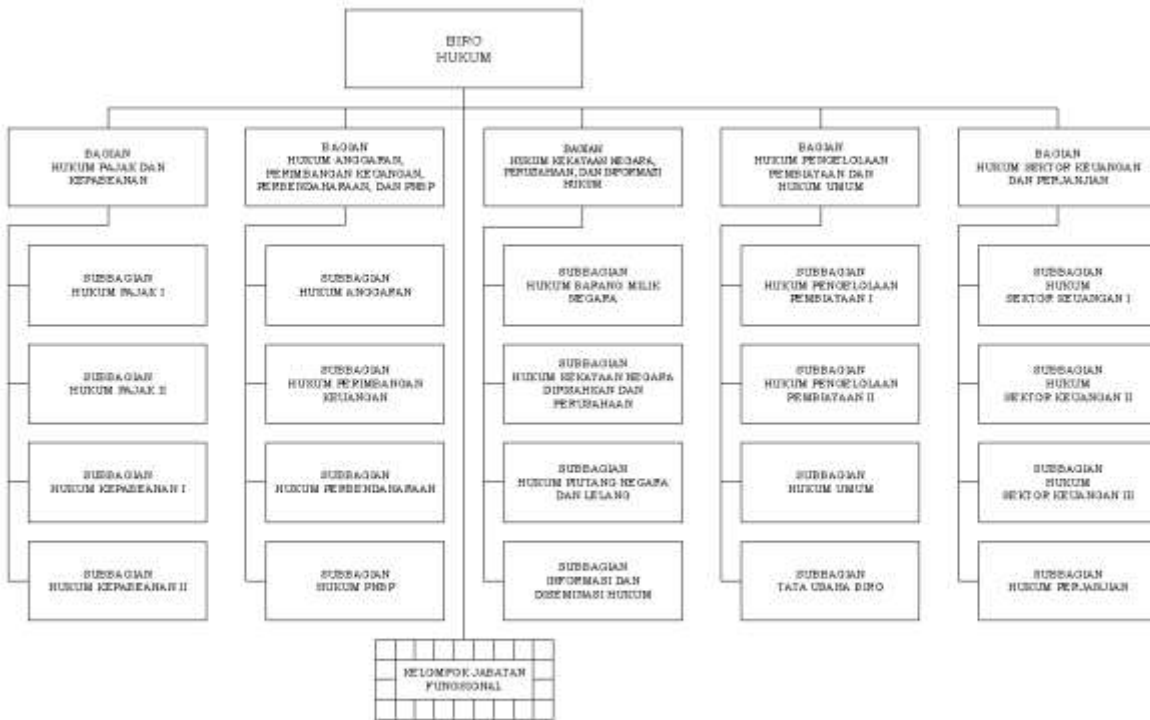 BIRO
HUKUM
BAGIAN
HUKUM PAJAK DAN
KEPABEANAN
BAGIAN
HUKUM ANGGARAN,
PERIMBANGAN KEUANGAN,
PERBENDAHARAAN, DAN PNBP
BAGIAN
HUKUM KEKAYAAN NEGARA,
PERUSAHAAN, DAN INFORMASI
HUKUM
BAGIAN
HUKUM PENGELOLAAN
PEMBIAYAAN DAN
HUKUM UMUM
BAGIAN
HUKUM SEKTOR KEUANGAN
DAN PERJANJIAN
SUBBAGIAN
HUKUM PAJAK I
SUBBAGIAN
HUKUM ANGGARAN
SUBBAGIAN
HUKUM BARANG MILIK
NEGARA
SUBBAGIAN
HUKUM PENGELOLAAN
PEMBIAYAAN I
SUBBAGIAN
HUKUM
SEKTOR KEUANGAN I
SUBBAGIAN
HUKUM PAJAK II
SUBBAGIAN
HUKUM PERIMBANGAN
KEUANGAN
SUBBAGIAN
HUKUM KEKAYAAN NEGARA
DIPISAHKAN DAN
PERUSAHAAN
SUBBAGIAN
HUKUM PENGELOLAAN
PEMBIAYAAN II
SUBBAGIAN
HUKUM
SEKTOR KEUANGAN II
SUBBAGIAN
HUKUM KEPABEANAN I
SUBBAGIAN
HUKUM PERBENDAHARAAN
SUBBAGIAN
HUKUM PIUTANG NEGARA
DAN LELANG
SUBBAGIAN
HUKUM UMUM
SUBBAGIAN
HUKUM
SEKTOR KEUANGAN III
SUBBAGIAN
HUKUM KEPABEANAN II
SUBBAGIAN
HUKUM PNBP
SUBBAGIAN
INFORMASI DAN
DISEMINASI HUKUM
SUBBAGIAN
TATA USAHA BIRO
SUBBAGIAN
HUKUM PERJANJIAN
KELOMPOK JABATAN
FUNGSIONAL